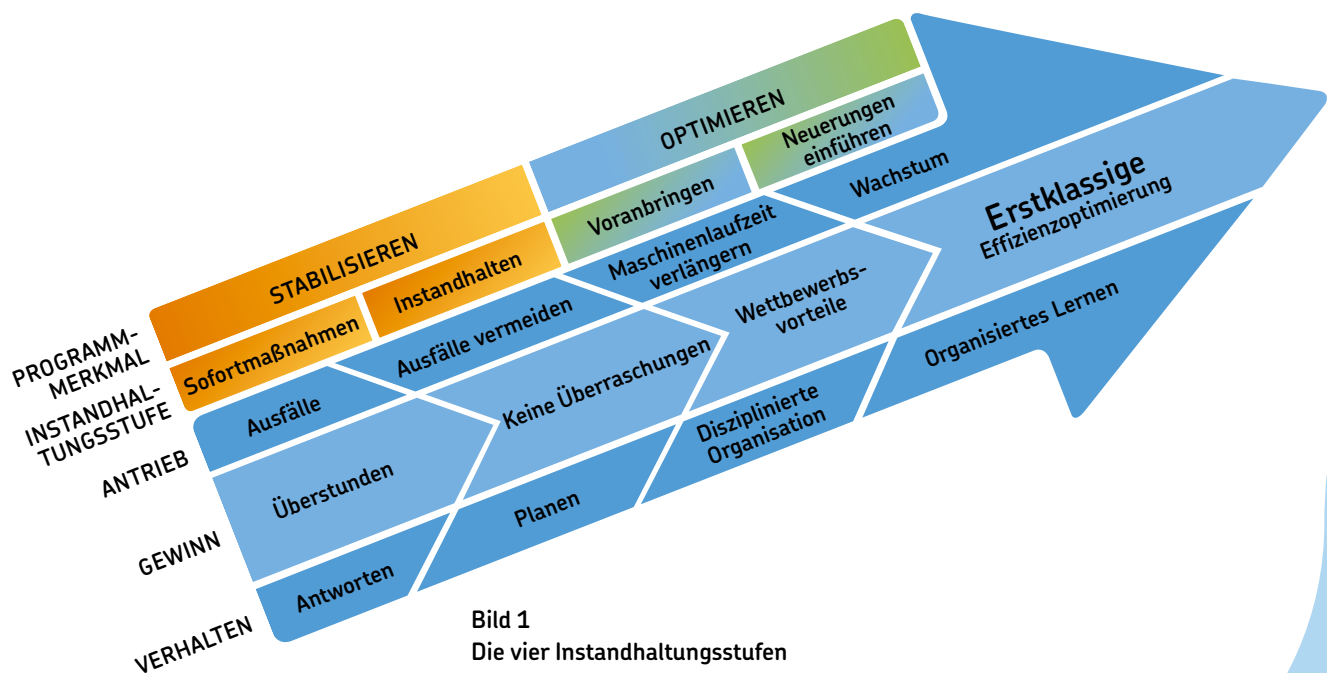 PROGRAMM-
MERKMAL
STABILISIEREN
OPTIMIEREN
INSTANDHAL-
TUNGSSTUFE
Sofortmaßnahmen
Instandhalten
Voranbringen
Neuerungen
einführen
ANTRIEB
Ausfälle
Ausfälle vermeiden
Maschinenlaufzeit
verlängern
Wachstum
GEWINN
Überstunden
Keine Überraschungen
Wettbewerbs-
vorteile
Erstklassige
Effizienzoptimierung
VERHALTEN
Antworten
Planen
Disziplinierte
Organisation
Organisiertes Lernen
Bild 1
Die vier Instandhaltungsstufen